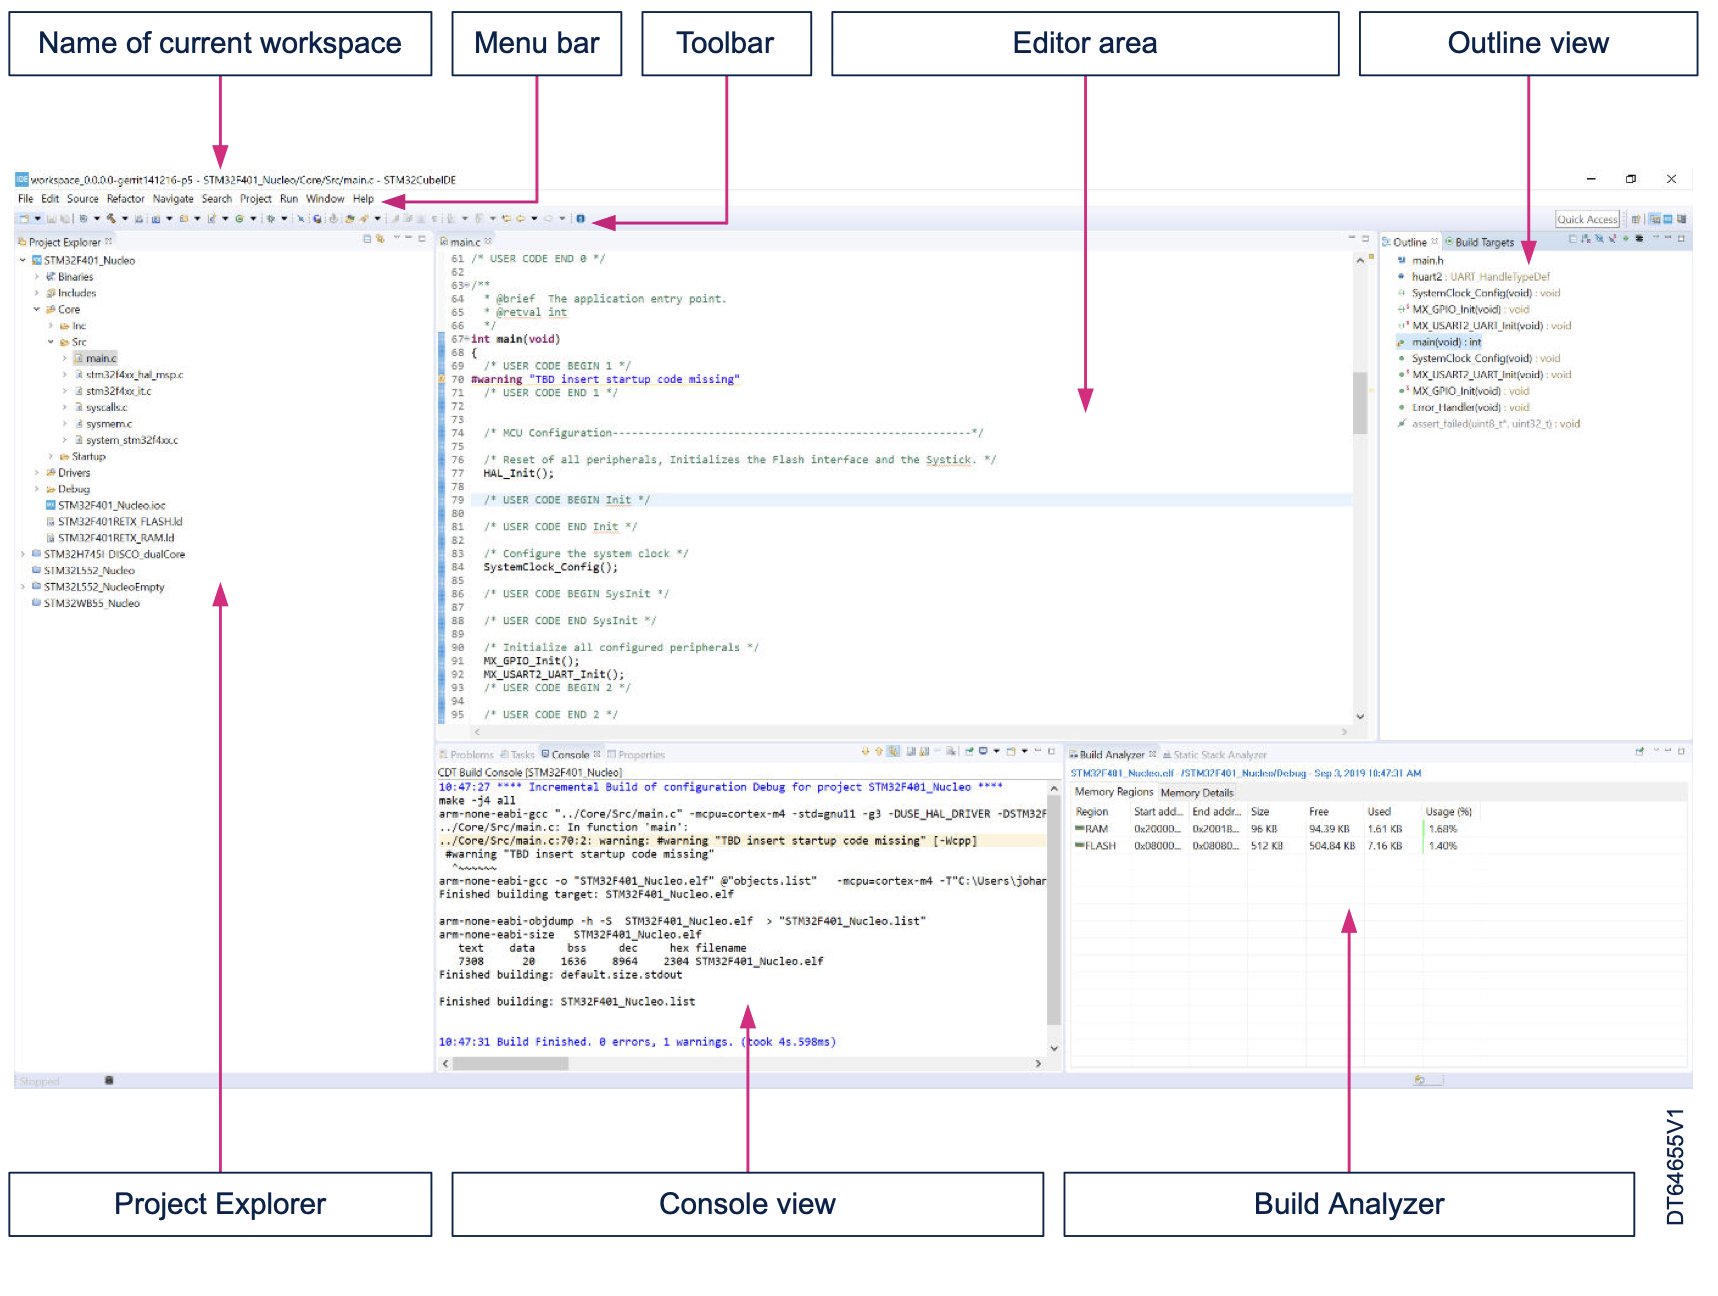 Name of current workspace
Menu bar
Toolbar
Editor area
Outline view
IDE workspace_0.0.0.0-gerrit141216-p5 - STM32F401_Nucleo/Core/Src/main.c - STM32CubeIDE
File Edit Source Refactor Navigate Search Project Run Window Help
Quick Access
Project Explorer
STM32F401_Nucleo
Binaries
Includes
Core
Inc
Src
main.c
stm32f4xx_hal_msp.c
stm32f4xx_it.c
syscalls.c
sysmem.c
system_stm32f4xx.c
Startup
Drivers
Debug
STM32F401_Nucleo.ioc
STM32F401RETX_FLASH.ld
STM32F401RETX_RAM.ld
STM32H745I-DISCO_dualCore
STM32L552_Nucleo
STM32L552_NucleoEmpty
STM32WB55_Nucleo
main.c
61 /* USER CODE END 0 */
62
63 /**
64 * @brief  The application entry point.
65 * @retval int
66 */
67 int main(void)
68 {
69 /* USER CODE BEGIN 1 */
70 #warning "TBD insert startup code missing"
71 /* USER CODE END 1 */
72
73
74 /* MCU Configuration--------------------------------------------------------*/
75
76 /* Reset of all peripherals, Initializes the Flash interface and the Systick. */
77 HAL_Init();
78
79 /* USER CODE BEGIN Init */
80
81 /* USER CODE END Init */
82
83 /* Configure the system clock */
84 SystemClock_Config();
85
86 /* USER CODE BEGIN SysInit */
87
88 /* USER CODE END SysInit */
89
90 /* Initialize all configured peripherals */
91 MX_GPIO_Init();
92 MX_USART2_UART_Init();
93 /* USER CODE BEGIN 2 */
94
95 /* USER CODE END 2 */
Outline Build Targets
main.h
huart2 : UART_HandleTypeDef
SystemClock_Config(void) : void
MX_GPIO_Init(void) : void
MX_USART2_UART_Init(void) : void
main(void) : int
SystemClock_Config(void) : void
MX_USART2_UART_Init(void) : void
MX_GPIO_Init(void) : void
Error_Handler(void) : void
assert_failed(uint8_t*, uint32_t) : void
Problems Tasks Console Properties
CDT Build Console [STM32F401_Nucleo]
10:47:27 **** Incremental Build of configuration Debug for project STM32F401_Nucleo ****
make -j4 all
arm-none-eabi-gcc "../Core/Src/main.c" -mcpu=cortex-m4 -std=gnu11 -g3 -DUSE_HAL_DRIVER -DSTM32F
../Core/Src/main.c: In function 'main':
../Core/Src/main.c:70:2: warning: #warning "TBD insert startup code missing" [-Wcpp]
#warning "TBD insert startup code missing"
^~~~~~~
arm-none-eabi-gcc -o "STM32F401_Nucleo.elf" @"objects.list"   -mcpu=cortex-m4 -T"C:\Users\johan
Finished building target: STM32F401_Nucleo.elf
arm-none-eabi-objdump -h -S  STM32F401_Nucleo.elf  > "STM32F401_Nucleo.list"
arm-none-eabi-size   STM32F401_Nucleo.elf
text data bss dec hex filename
7308 20 1636 8964 2304 STM32F401_Nucleo.elf
Finished building: default.size.stdout
Finished building: STM32F401_Nucleo.list
10:47:31 Build Finished. 0 errors, 1 warnings. (took 4s.598ms)
Build Analyzer Static Stack Analyzer
STM32F401_Nucleo.elf - /STM32F401_Nucleo/Debug - Sep 3, 2019 10:47:31 AM
Memory Regions Memory Details
Region Start add... End addr... Size Free Used Usage (%)
RAM 0x20000... 0x20018... 96 KB 94.39 KB 1.61 KB 1.68%
FLASH 0x08000... 0x08080... 512 KB 504.84 KB 7.16 KB 1.40%
Stopped
Project Explorer
Console view
Build Analyzer
DT64655V1